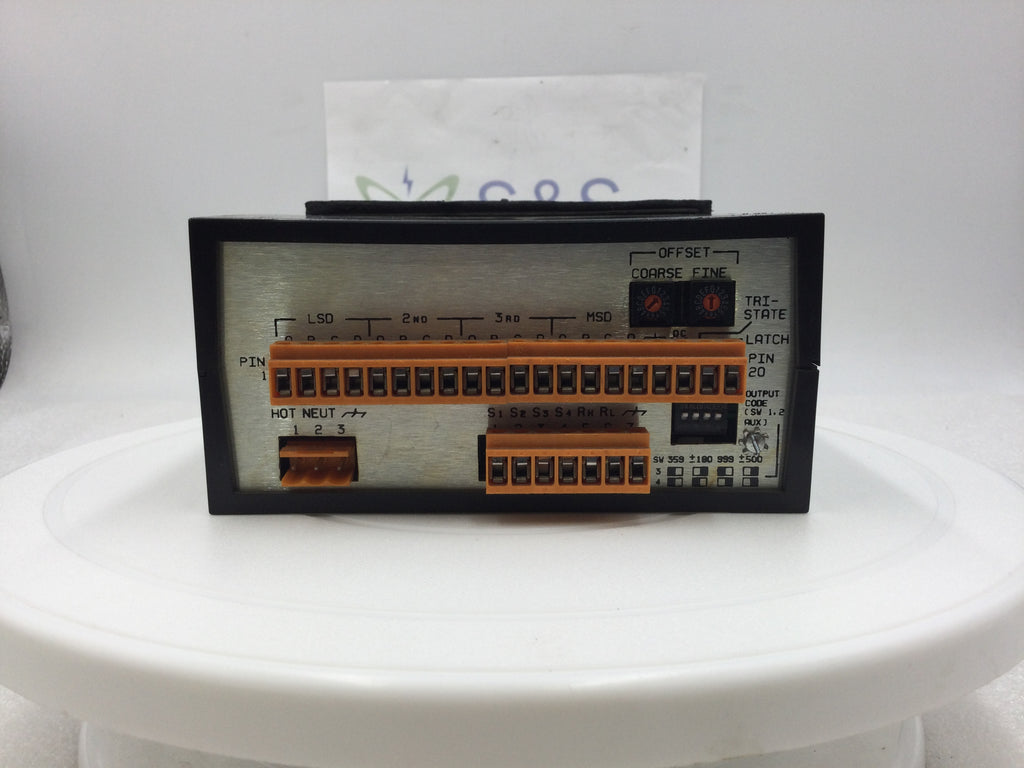 S&S
OFFSET
COARSE FINE
TRI-
STATE
LSD 2ND 3RD MSD
LATCH
PIN
1
PIN
20
HOT NEUT
1 2 3
S1 S2 S3 S4 RH RL
OUTPUT
CODE
(SW 1,2
AUX)
SW 359 ±180 999 ±500
3
4